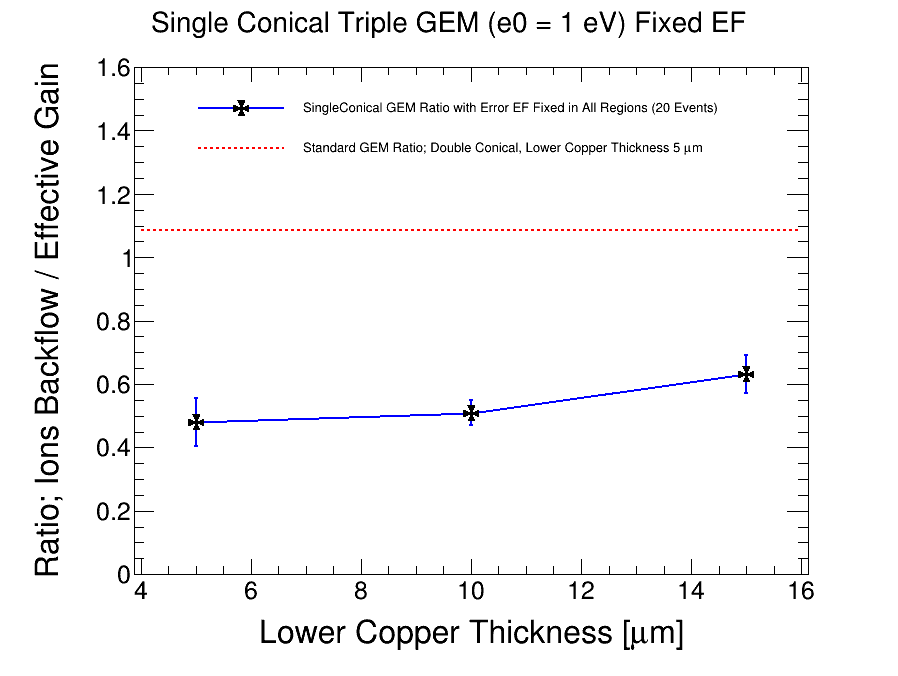 Single Conical Triple GEM (e0 = 1 eV) Fixed EF
Ratio; Ions Backflow / Effective Gain
1.6
1.4
1.2
1
0.8
0.6
0.4
0.2
0
SingleConical GEM Ratio with Error EF Fixed in All Regions (20 Events)
Standard GEM Ratio; Double Conical, Lower Copper Thickness 5 μm
4 6 8 10 12 14 16
Lower Copper Thickness [μm]